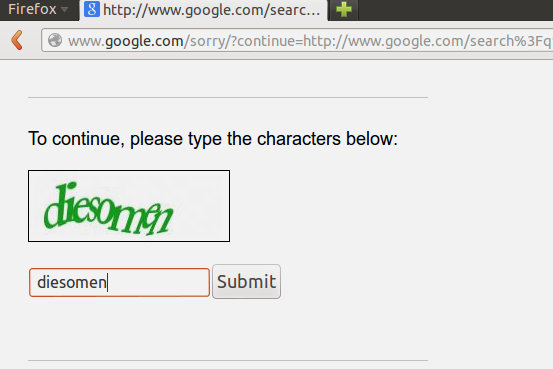 Firefox
http://www.google.com/searc...
www.google.com/sorry/?continue=http://www.google.com/search%3Fq
To continue, please type the characters below:
diesomen
diesomen
Submit